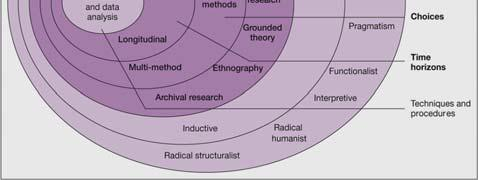 and data
analysis
methods
research
Choices
Grounded
theory
Pragmatism
Longitudinal
Time
horizons
Multi-method
Ethnography
Functionalist
Archival research
Interpretive
Techniques and
procedures
Inductive
Radical
humanist
Radical structuralist